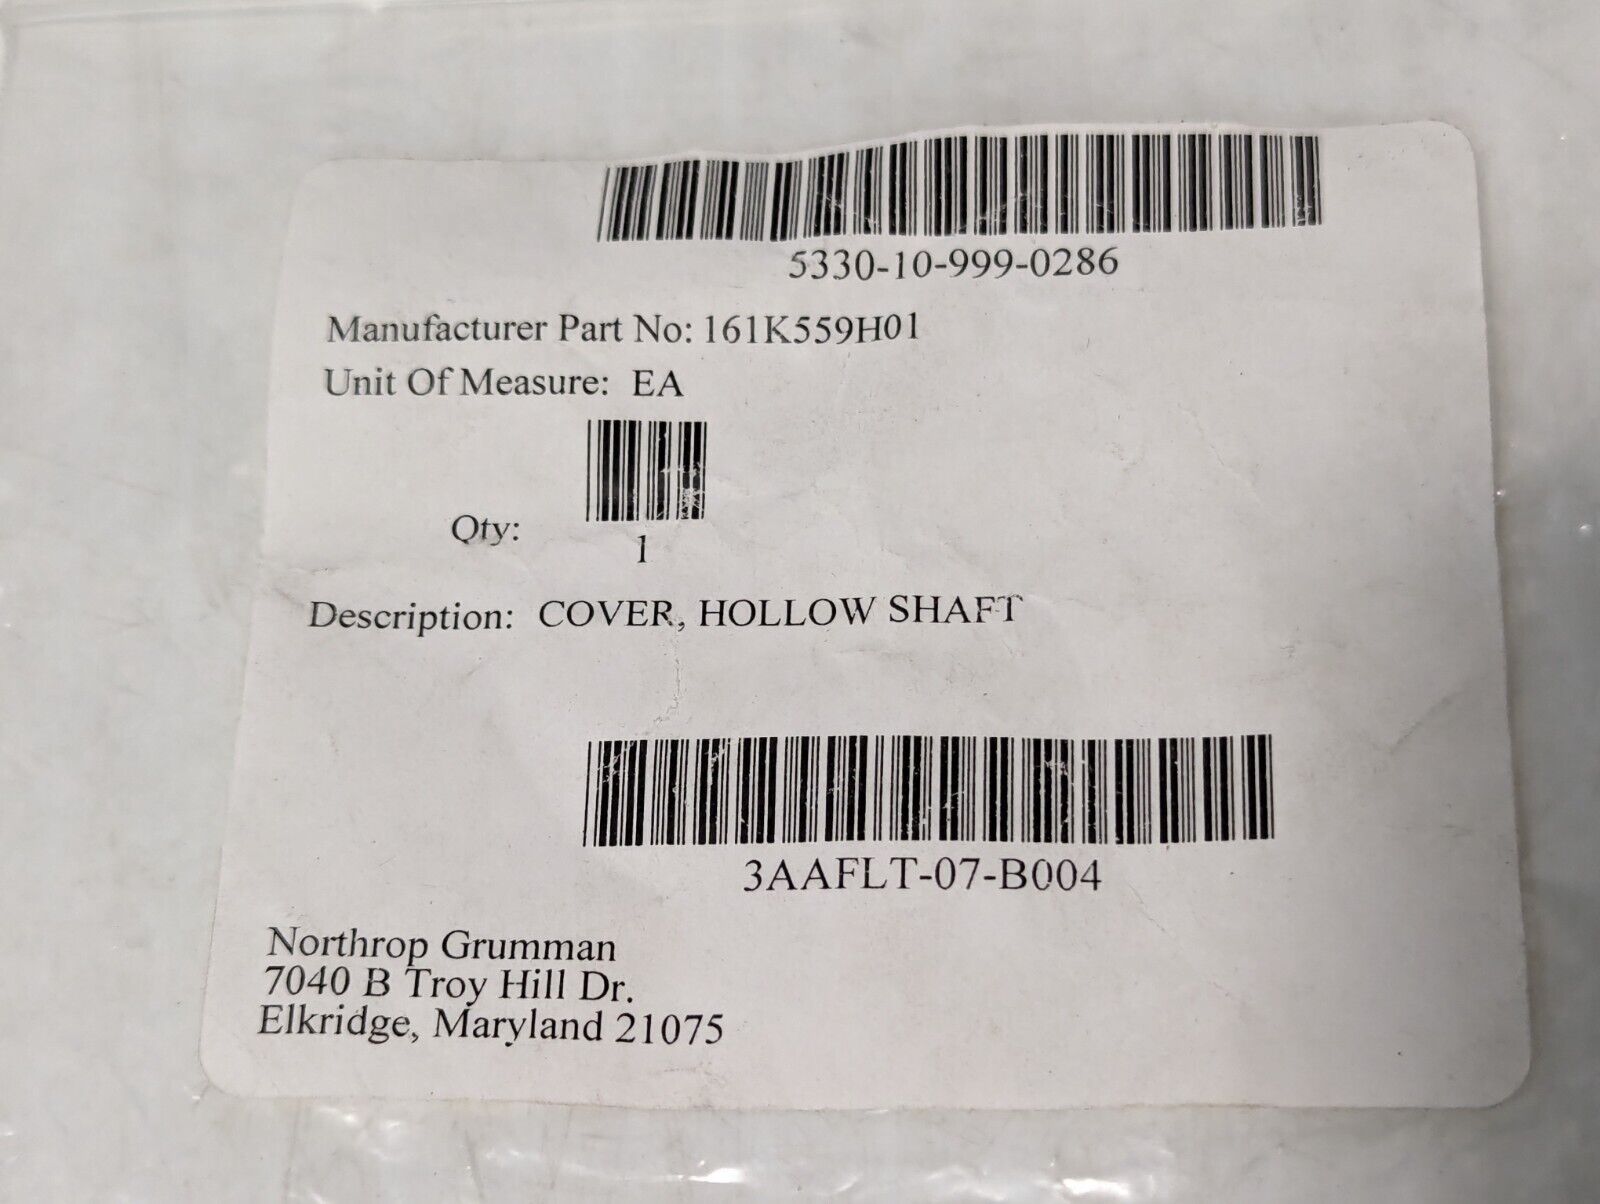 5330-10-999-0286
Manufacturer Part No: 161K559H01
Unit Of Measure: EA
Qty:
1
Description: COVER, HOLLOW SHAFT
3AAFLT-07-B004
Northrop Grumman
7040 B Troy Hill Dr.
Elkridge, Maryland 21075